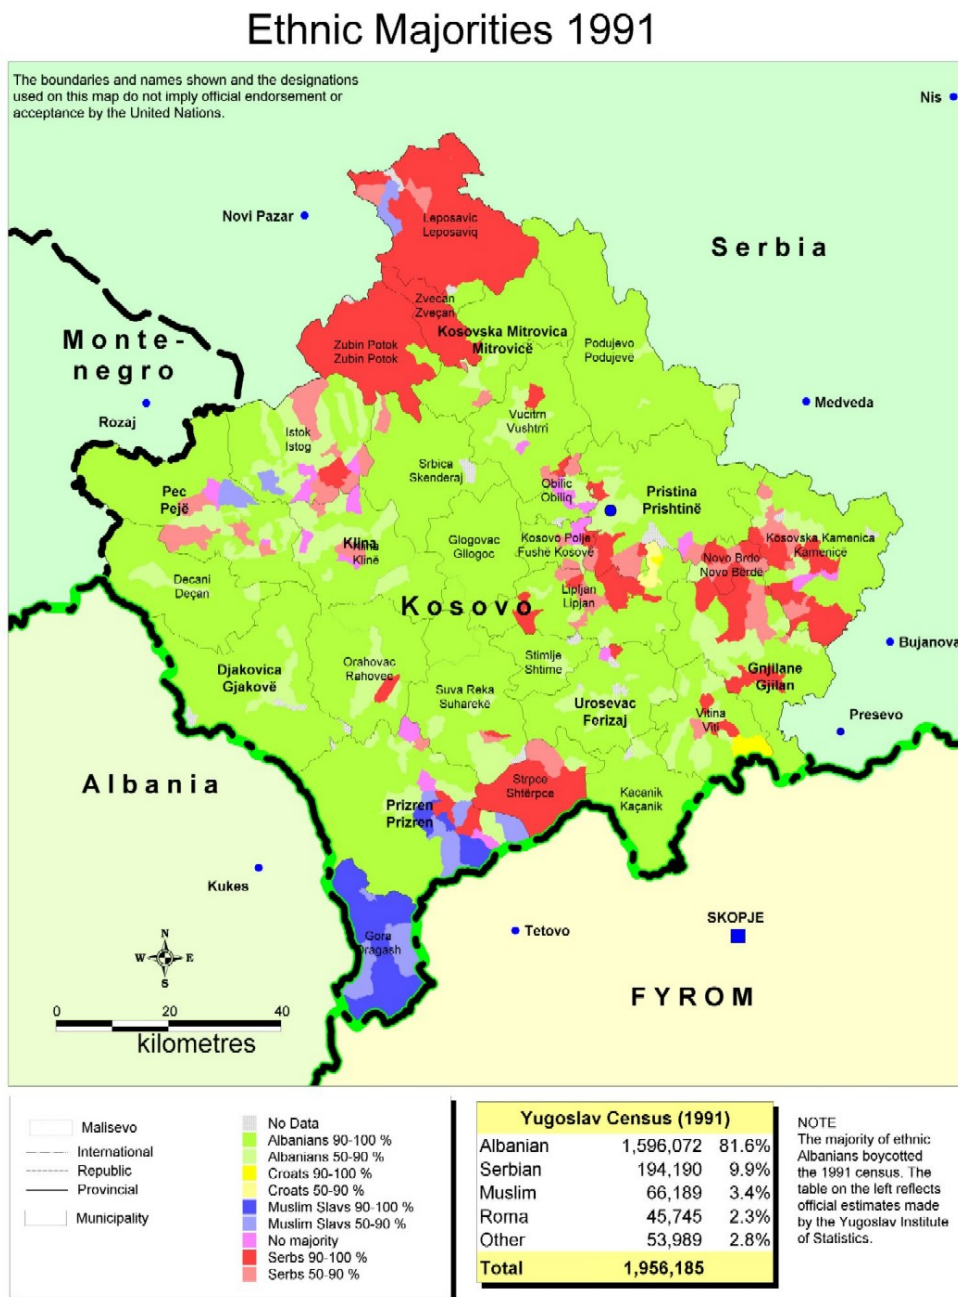 Ethnic Majorities 1991
The boundaries and names shown and the designations
used on this map do not imply official endorsement or
acceptance by the United Nations.
Nis
Novi Pazar
Leposavic
Leposaviq
Serbia
Zvecan
Zveçan
Kosovska Mitrovica
Mitrovicë
Podujevo
Podujevë
Monte-
negro
Zubin Potok
Zubin Potok
Rozaj
Medveda
Istok
Istog
Vucitrn
Vushtrri
Srbica
Skenderaj
Pec
Pejë
Obilic
Obiliq
Pristina
Prishtinë
Klina
Klina
Klinë
Glogovac
Gllogoc
Kosovo Polje
Fushë Kosovë
Kosovska Kamenica
Kamenicë
Novo Brdo
Novo Bërdë
Decani
Deçan
Kosovo
Lipljan
Lipjan
Bujanova
Stimlje
Shtime
Djakovica
Gjakovë
Orahovac
Rahovec
Suva Reka
Suharekë
Gnjilane
Gjilan
Urosevac
Ferizaj
Vitina
Viti
Presevo
Albania
Strpce
Shtërpce
Kacanik
Kaçanik
Prizren
Prizren
Kukes
Tetovo
SKOPJE
Gora
Dragash
FYROM
N
W E
S
0 20 40
kilometres
Malisevo
International
Republic
Provincial
Municipality
No Data
Albanians 90-100 %
Albanians 50-90 %
Croats 90-100 %
Croats 50-90 %
Muslim Slavs 90-100 %
Muslim Slavs 50-90 %
No majority
Serbs 90-100 %
Serbs 50-90 %
Yugoslav Census (1991)
Albanian 1,596,072 81.6%
Serbian 194,190 9.9%
Muslim 66,189 3.4%
Roma 45,745 2.3%
Other 53,989 2.8%
Total 1,956,185
NOTE
The majority of ethnic
Albanians boycotted
the 1991 census. The
table on the left reflects
official estimates made
by the Yugoslav Institute
of Statistics.